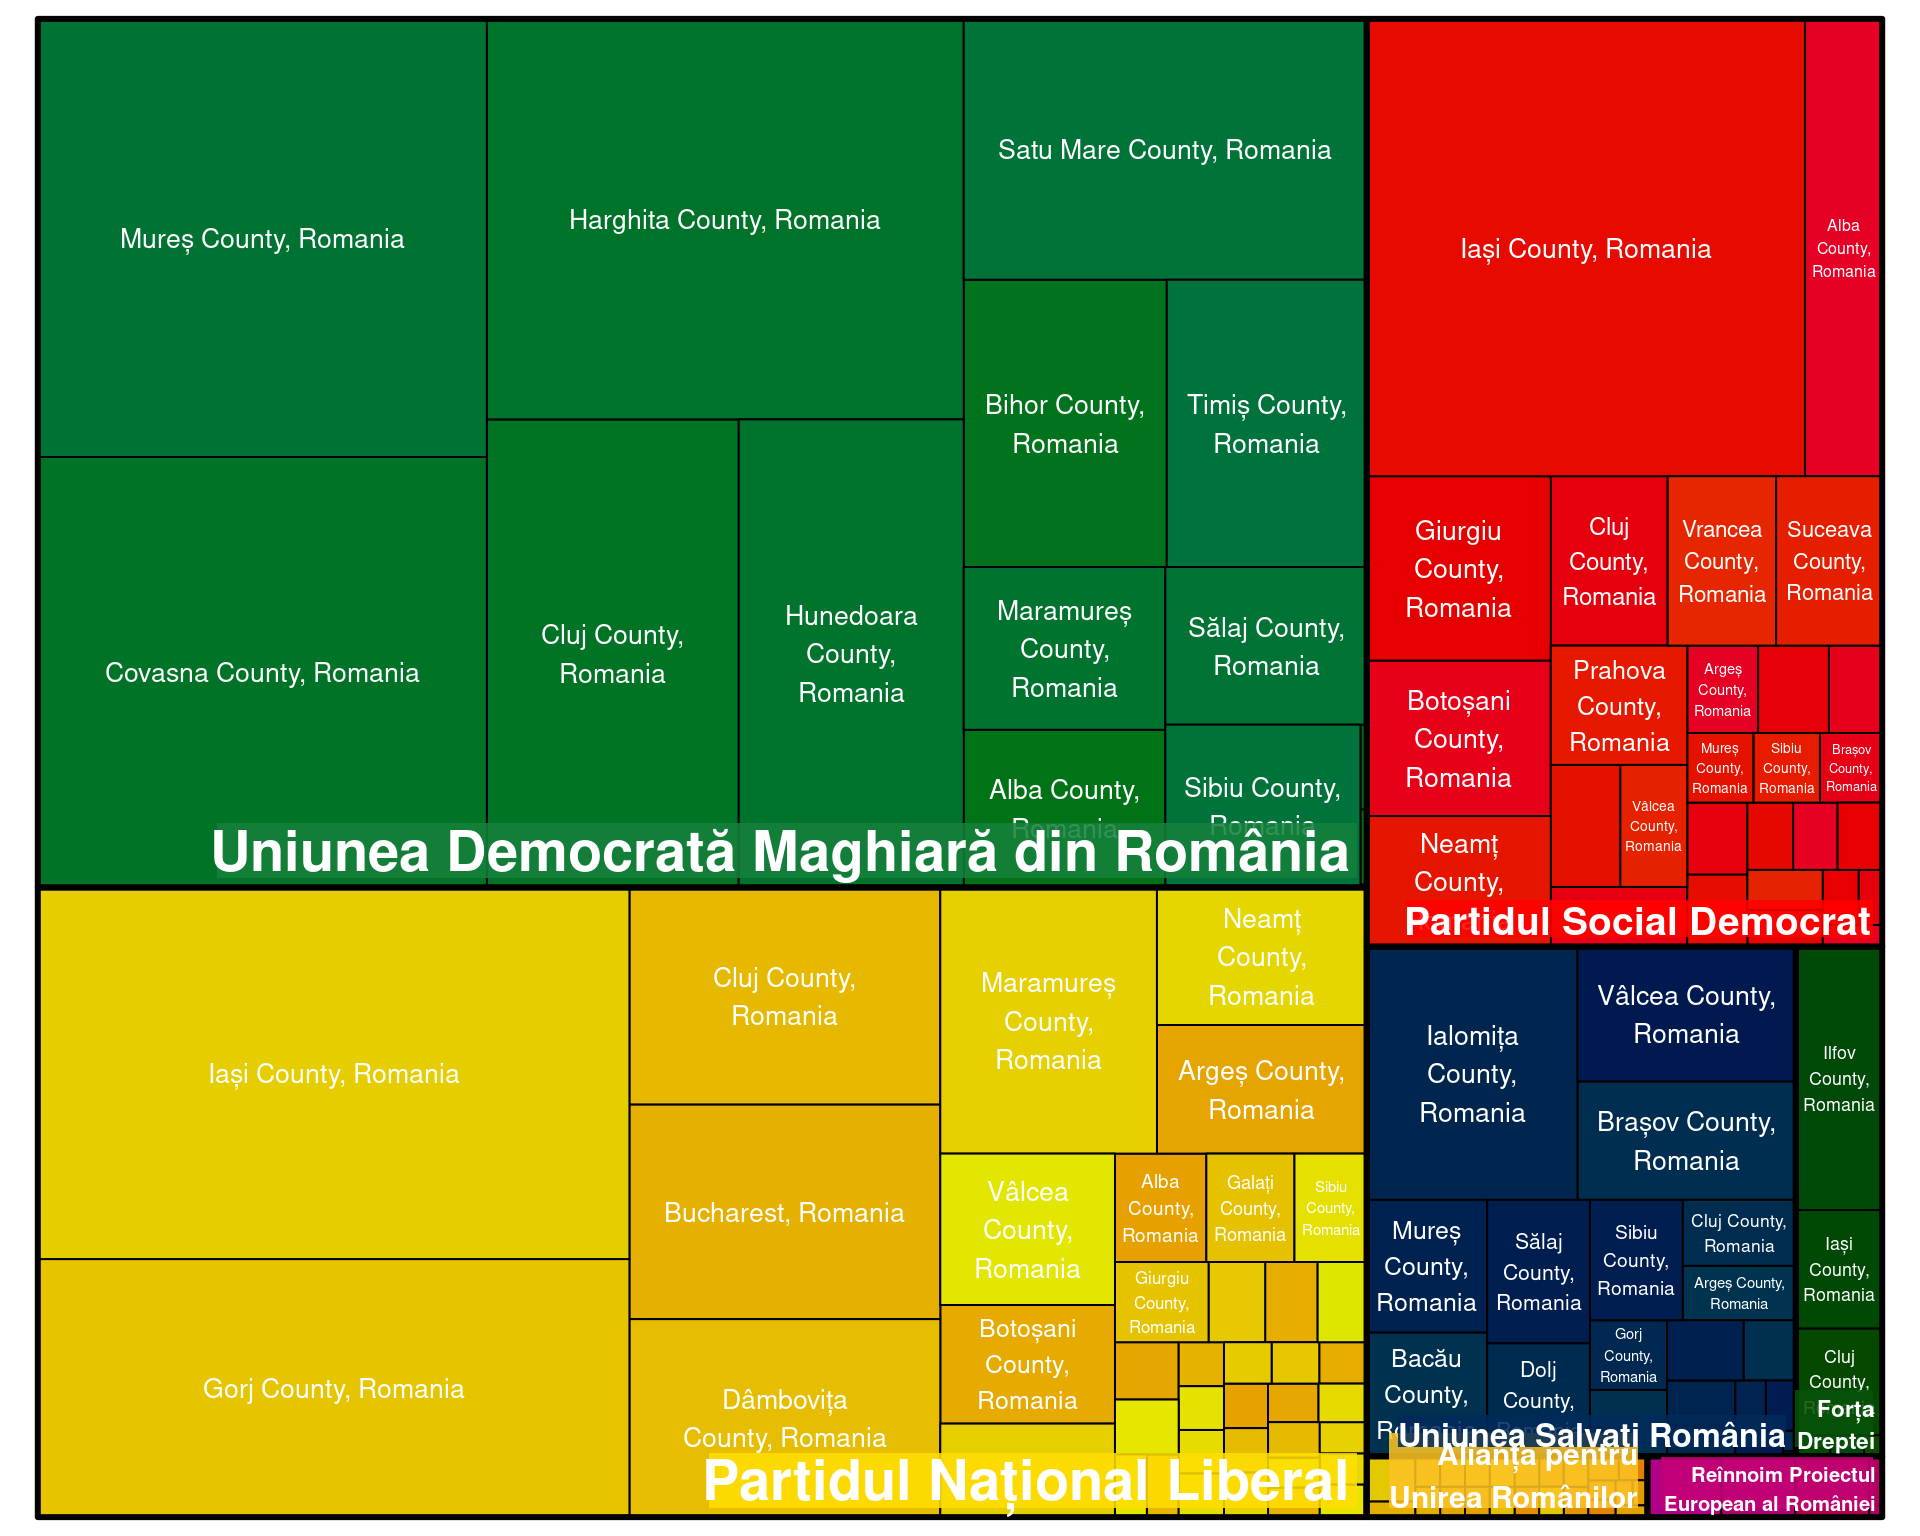 Mureș County, Romania
Harghita County, Romania
Satu Mare County, Romania
Bihor County,
Romania
Timiș County,
Romania
Covasna County, Romania
Cluj County,
Romania
Hunedoara
County,
Romania
Maramureș
County,
Romania
Sălaj County,
Romania
Alba County,
Romania
Sibiu County,
Romania
Uniunea Democrată Maghiară din România
Iași County, Romania
Alba
County,
Romania
Giurgiu
County,
Romania
Cluj
County,
Romania
Vrancea
County,
Romania
Suceava
County,
Romania
Botoșani
County,
Romania
Prahova
County,
Romania
Argeș
County,
Romania
Mureș
County,
Romania
Sibiu
County,
Romania
Brașov
County,
Romania
Vâlcea
County,
Romania
Neamț
County,
Partidul Social Democrat
Iași County, Romania
Gorj County, Romania
Cluj County,
Romania
Bucharest, Romania
Dâmbovița
County, Romania
Maramureș
County,
Romania
Neamț
County,
Romania
Argeș County,
Romania
Vâlcea
County,
Romania
Alba
County,
Romania
Galați
County,
Romania
Sibiu
County,
Romania
Giurgiu
County,
Romania
Botoșani
County,
Romania
Partidul Național Liberal
Ialomița
County,
Romania
Vâlcea County,
Romania
Brașov County,
Romania
Mureș
County,
Romania
Sălaj
County,
Romania
Sibiu
County,
Romania
Cluj County,
Romania
Argeș County,
Romania
Gorj
County,
Romania
Bacău
County,
Dolj
County,
Uniunea Salvați România
Ilfov
County,
Romania
Iași
County,
Romania
Cluj
County,
Forța
Dreptei
Alianța pentru
Unirea Românilor
Reînnoim Proiectul
European al României